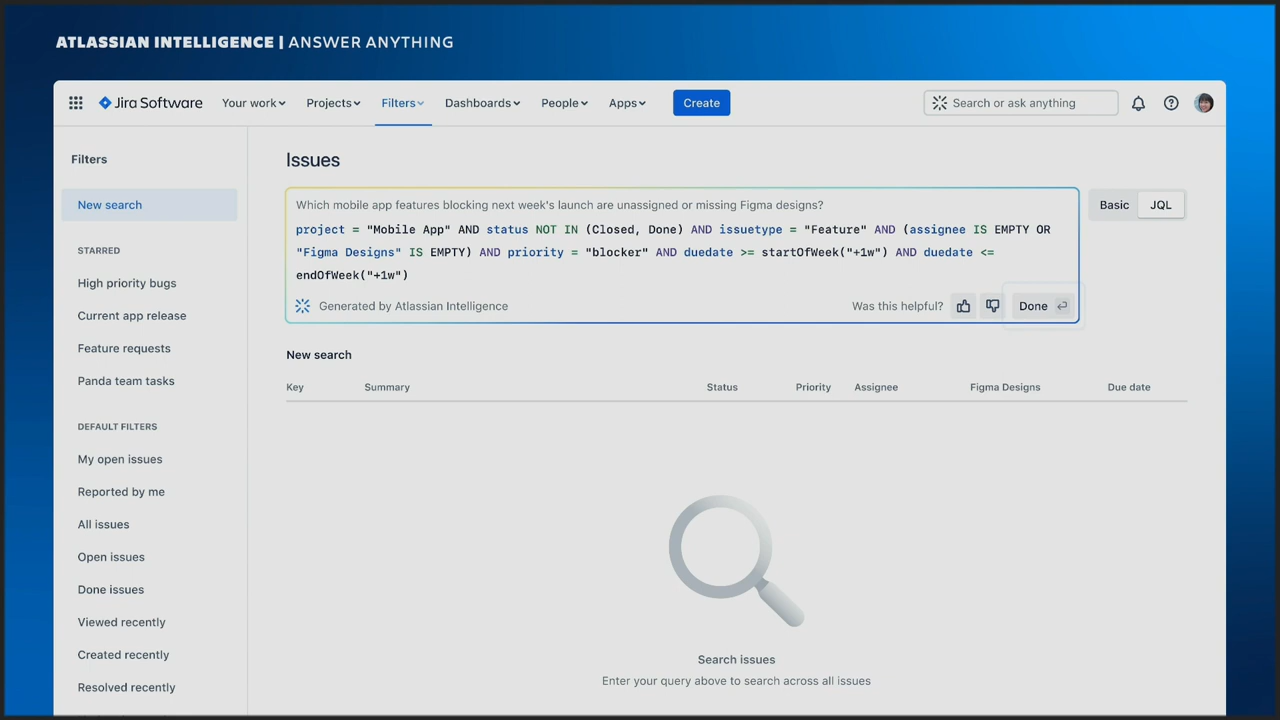 ATLASSIAN INTELLIGENCE | ANSWER ANYTHING
Jira Software Your work Projects Filters Dashboards People Apps Create Search or ask anything
Filters
New search
STARRED
High priority bugs
Current app release
Feature requests
Panda team tasks
DEFAULT FILTERS
My open issues
Reported by me
All issues
Open issues
Done issues
Viewed recently
Created recently
Resolved recently
Issues
Which mobile app features blocking next week's launch are unassigned or missing Figma designs?
project = "Mobile App" AND status NOT IN (Closed, Done) AND issuetype = "Feature" AND (assignee IS EMPTY OR
"Figma Designs" IS EMPTY) AND priority = "blocker" AND duedate >= startOfWeek("+1w") AND duedate <=
endOfWeek("+1w")
Generated by Atlassian Intelligence Was this helpful? Done
Basic JQL
New search
Key Summary Status Priority Assignee Figma Designs Due date
Search issues
Enter your query above to search across all issues